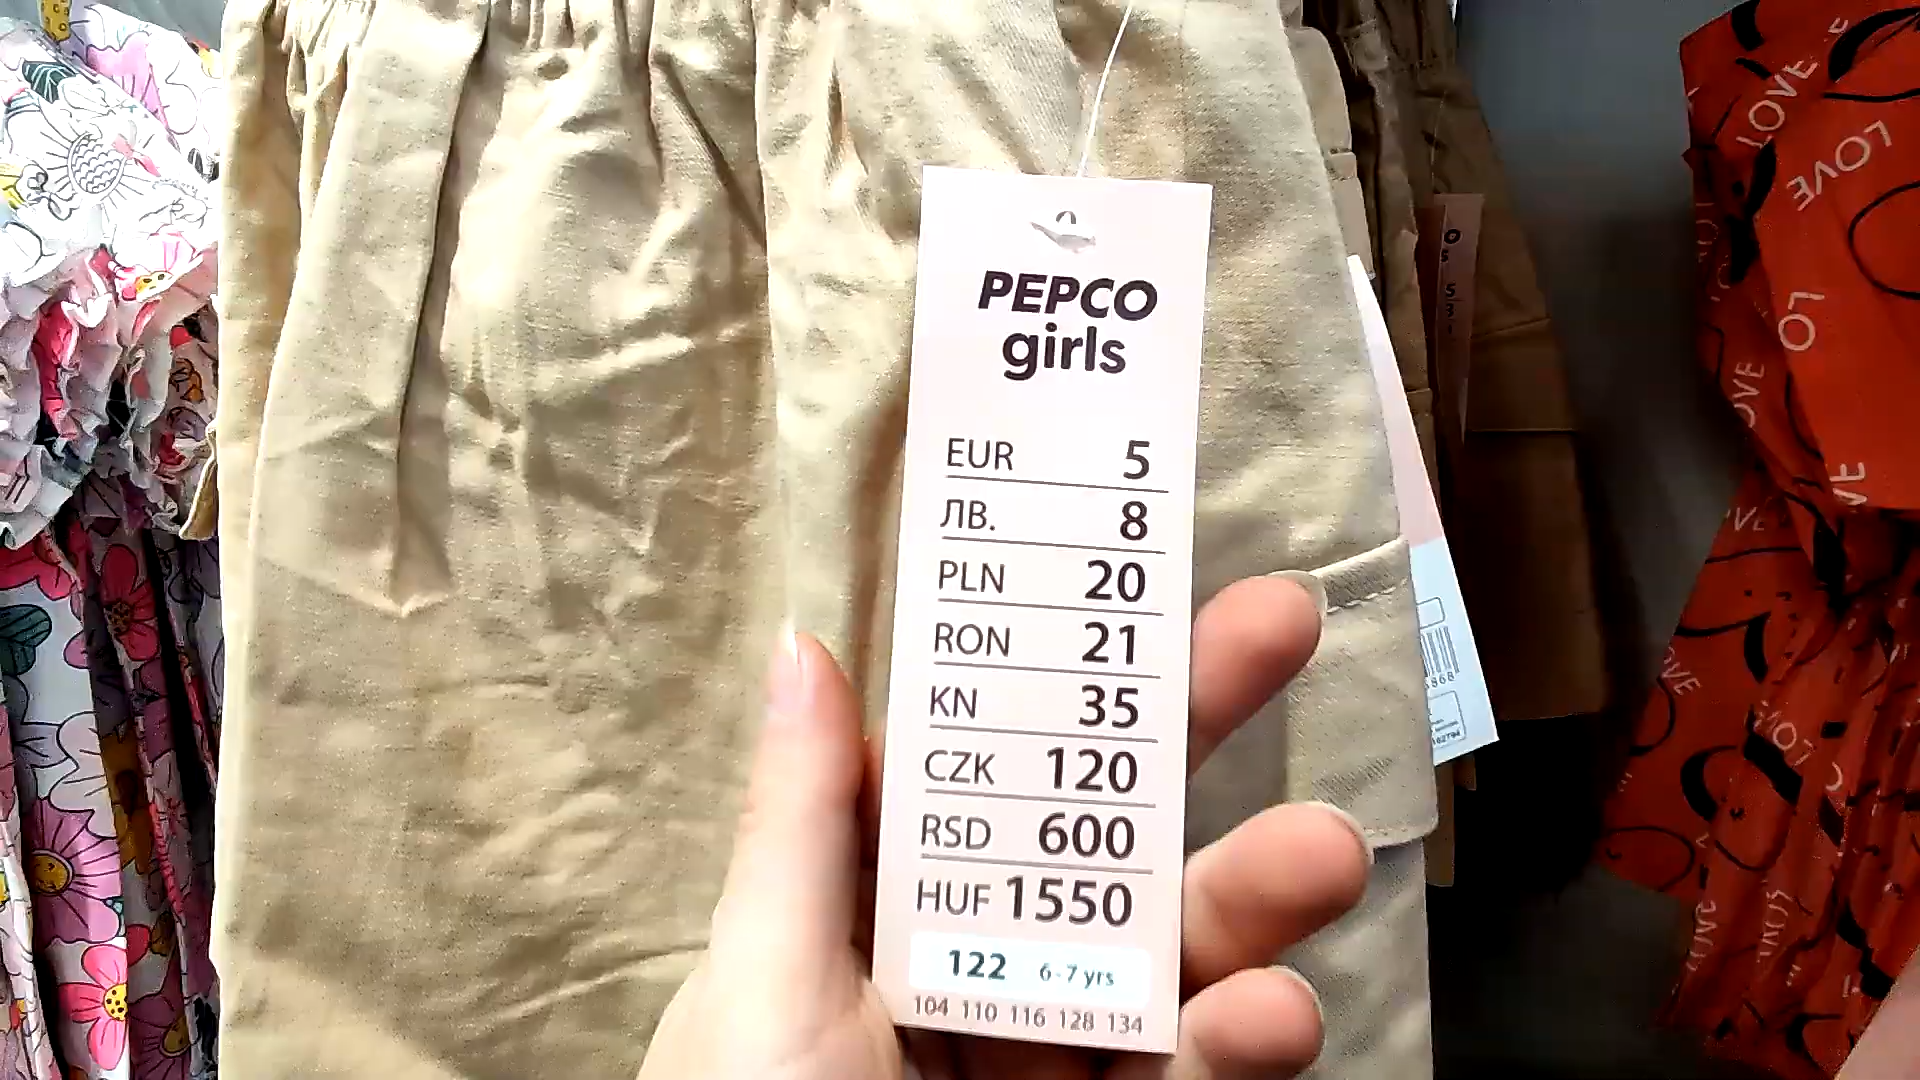 PEPCO
girls
EUR 5
ЛВ. 8
PLN 20
RON 21
KN 35
CZK 120
RSD 600
HUF 1550
122 6-7 yrs
104 110 116 128 134
LOVE
LOVE
LO
LOVE